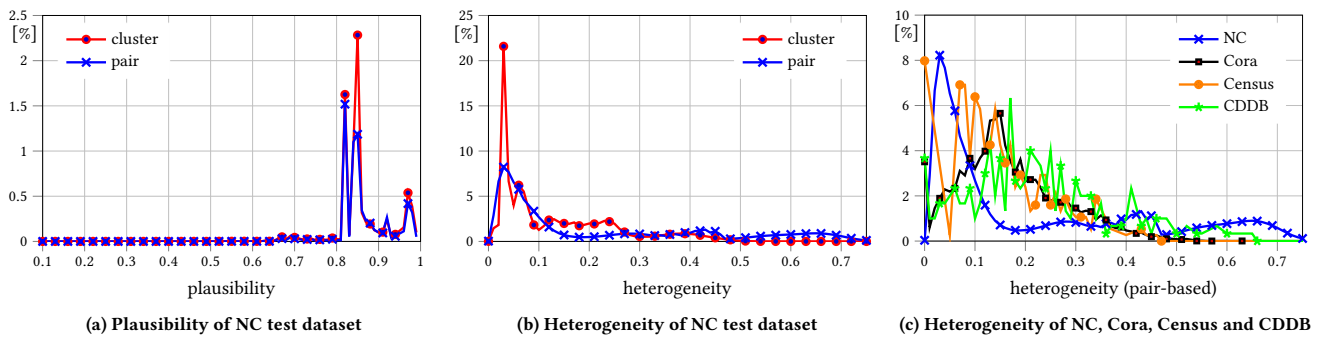 2.5
[%]
2
1.5
1
0.5
0
0.1 0.2 0.3 0.4 0.5 0.6 0.7 0.8 0.9 1
cluster
pair
plausibility
(a) Plausibility of NC test dataset
25
[%]
20
15
10
5
0
0 0.1 0.2 0.3 0.4 0.5 0.6 0.7
cluster
pair
heterogeneity
(b) Heterogeneity of NC test dataset
10
[%]
8
6
4
2
0
0 0.1 0.2 0.3 0.4 0.5 0.6 0.7
NC
Cora
Census
CDDB
heterogeneity (pair-based)
(c) Heterogeneity of NC, Cora, Census and CDDB